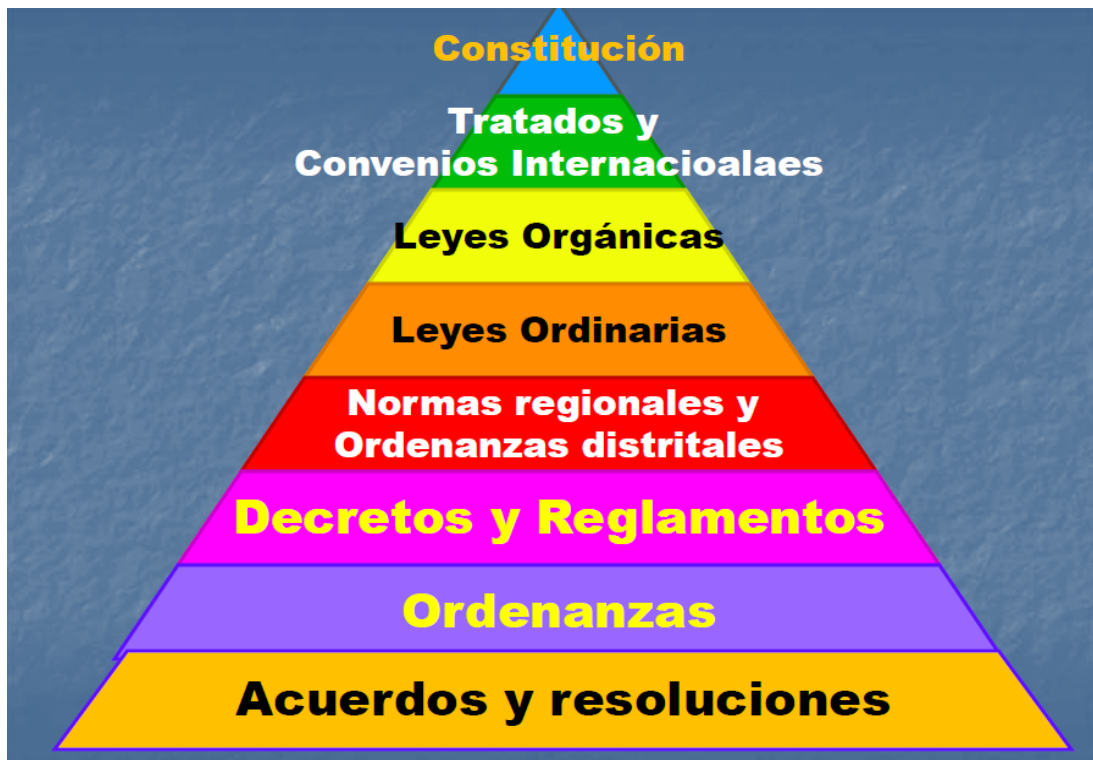 Constitución
Tratados y
Convenios Internacioalaes
Leyes Orgánicas
Leyes Ordinarias
Normas regionales y
Ordenanzas distritales
Decretos y Reglamentos
Ordenanzas
Acuerdos y resoluciones